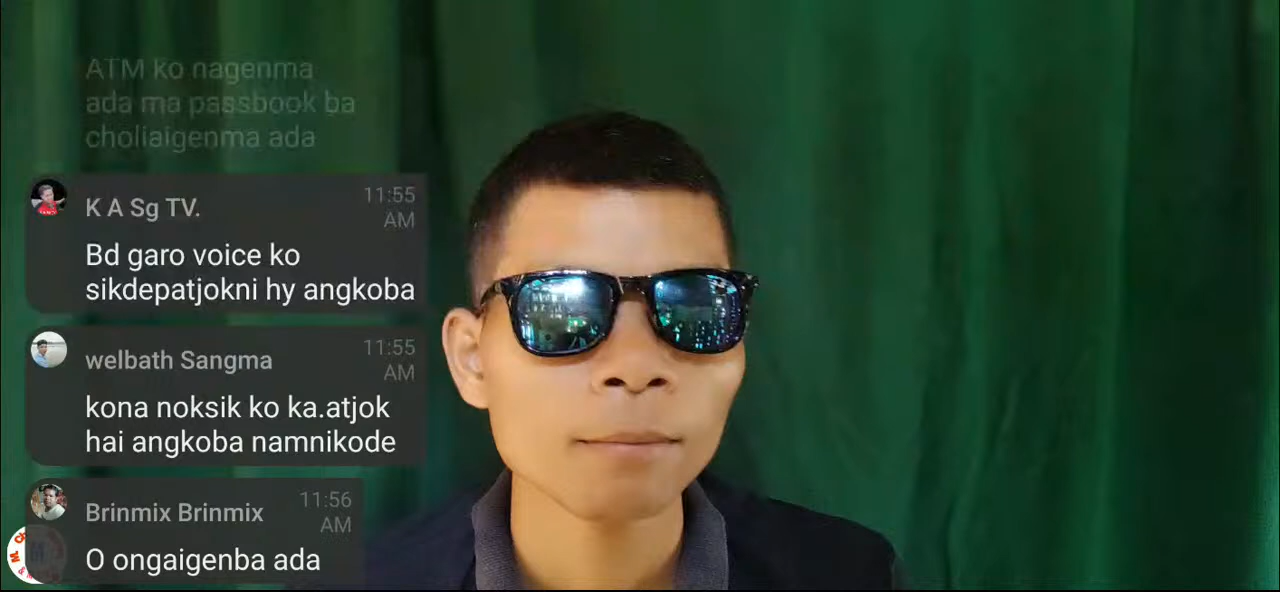 ATM ko nagenma
ada ma passbook ba
choliaigenma ada
K A Sg TV.
11:55
AM
Bd garo voice ko
sikdepatjokni hy angkoba
welbath Sangma
11:55
AM
kona noksik ko ka.atjok
hai angkoba namnikode
Brinmix Brinmix
11:56
AM
O ongaigenba ada